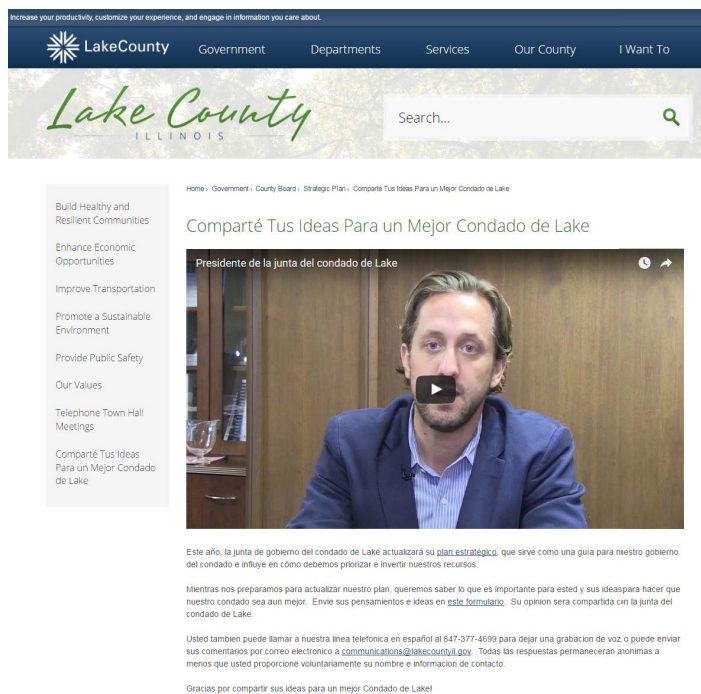 Increase your productivity, customize your experience, and engage in information you care about.
LakeCounty
Government
Departments
Services
Our County
I Want To
Lake County
ILLINOIS
Search...
Build Healthy and
Resilient Communities
Enhance Economic
Opportunities
Improve Transportation
Promote a Sustainable
Environment
Provide Public Safety
Our Values
Telephone Town Hall
Meetings
Comparté Tus Ideas
Para un Mejor Condado
de Lake
Home › Government › County Board › Strategic Plan › Comparté Tus Ideas Para un Mejor Condado de Lake
Comparté Tus Ideas Para un Mejor Condado de Lake
Presidente de la junta del condado de Lake
Este año, la junta de gobierno del condado de Lake actualizará su plan estratégico, que sirve como una guía para nuestro gobierno
del condado e influye en cómo debemos priorizar e invertir nuestros recursos.
Mientras nos preparamos para actualizar nuestro plan, queremos saber lo que es importante para ested y sus ideaspara hacer que
nuestro condado sea aun mejor. Envie sus pensamientos e ideas en este formulario. Su opinion sera compartida con la junta del
condado de Lake.
Usted tambien puede llamar a nuestra linea telefonica en español al 847-377-4699 para dejar una grabacion de voz o puede enviar
sus comentarios por correo electronico a communications@lakecountyil.gov. Todas las respuestas permaneceran anonimas a
menos que usted proporcione voluntariamente su nombre e informacion de contacto.
Gracias por compartir sus ideas para un mejor Condado de Lake!